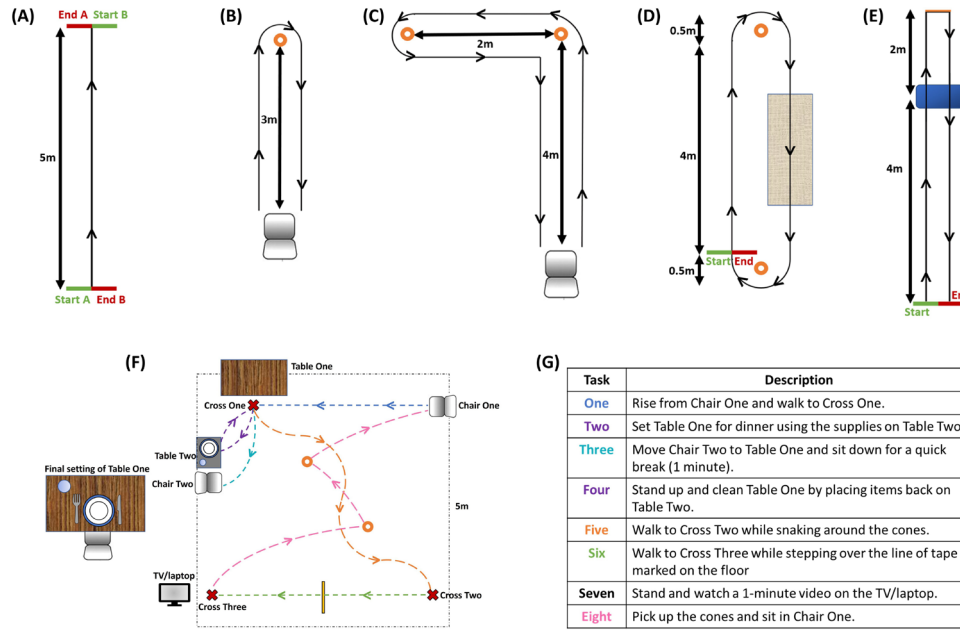 (A)
End A
Start B
5m
Start A
End B
(B)
3m
(C)
2m
4m
(D)
0.5m
4m
Start
End
0.5m
(E)
2m
4m
Start
(F)
Table One
Cross One
Chair One
Table Two
Chair Two
Final setting of Table One
5m
TV/laptop
Cross Three
Cross Two
(G)
Task Description
One Rise from Chair One and walk to Cross One.
Two Set Table One for dinner using the supplies on Table Two
Three Move Chair Two to Table One and sit down for a quick
break (1 minute).
Four Stand up and clean Table One by placing items back on
Table Two.
Five Walk to Cross Two while snaking around the cones.
Six Walk to Cross Three while stepping over the line of tape
marked on the floor
Seven Stand and watch a 1-minute video on the TV/laptop.
Eight Pick up the cones and sit in Chair One.